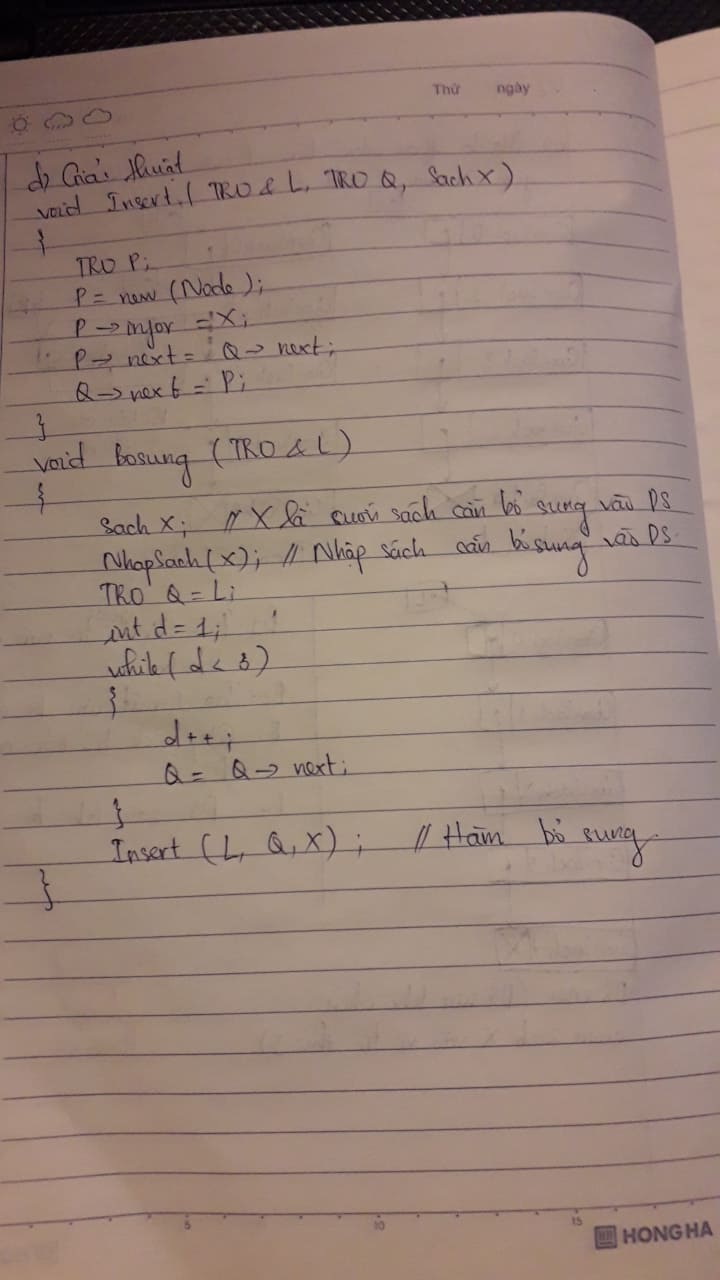 Thứ ngày
d) Giải thuật
void Insert ( TRO & L, TRO Q, Sach X )
{
TRO P;
P = new (Node);
P → infor = X;
P → next = Q → next;
Q → next = P;
}
void bosung ( TRO & L )
{
Sach X; // X là cuốn sách cần bổ sung vào DS
NhapSach (X); // Nhập sách cần bổ sung vào DS.
TRO Q = L;
int d = 1;
while ( d < 3 )
{
d++;
Q = Q → next;
}
Insert (L, Q, X); // Hàm bổ sung.
}
5 10 15
HONG HA